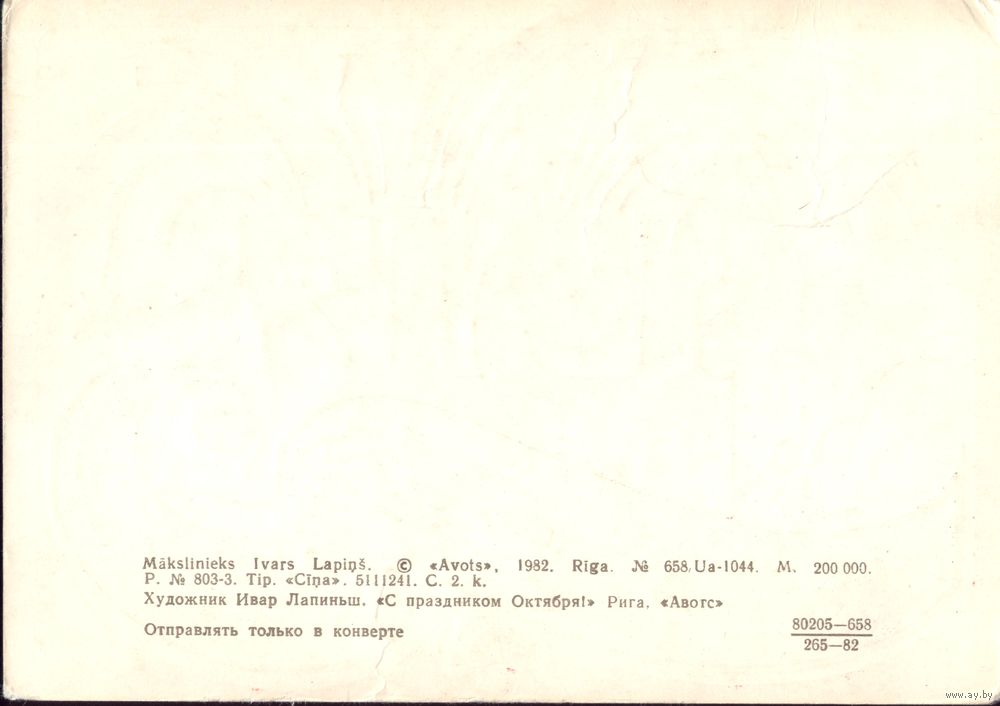 Mākslinieks Ivars Lapiņš. © «Avots», 1982. Rīga. № 658, Ua-1044. M. 200 000.
P. № 803-3. Tip. «Cīņa». 5111241. C. 2. k.
Художник Ивар Лапиньш. «С праздником Октября!» Рига, «Авотс»
Отправлять только в конверте
80205—658
265—82
www.ay.by